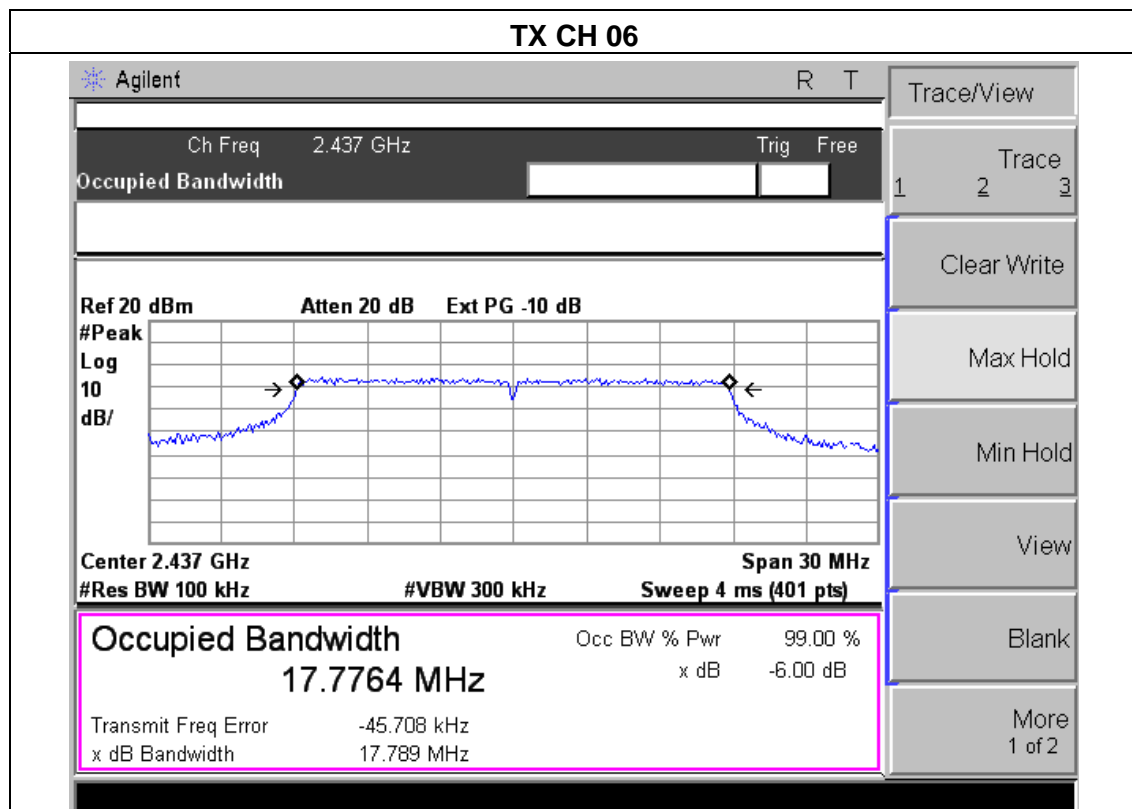 TX CH 06
Agilent R T
Trace/View
Ch Freq 2.437 GHz Trig Free
Occupied Bandwidth
Trace
1 2 3
Clear Write
Ref 20 dBm Atten 20 dB Ext PG -10 dB
#Peak
Log
10
dB/
Max Hold
Min Hold
View
Center 2.437 GHz Span 30 MHz
#Res BW 100 kHz #VBW 300 kHz Sweep 4 ms (401 pts)
Occupied Bandwidth
17.7764 MHz
Occ BW % Pwr 99.00 %
x dB -6.00 dB
Transmit Freq Error -45.708 kHz
x dB Bandwidth 17.789 MHz
Blank
More
1 of 2